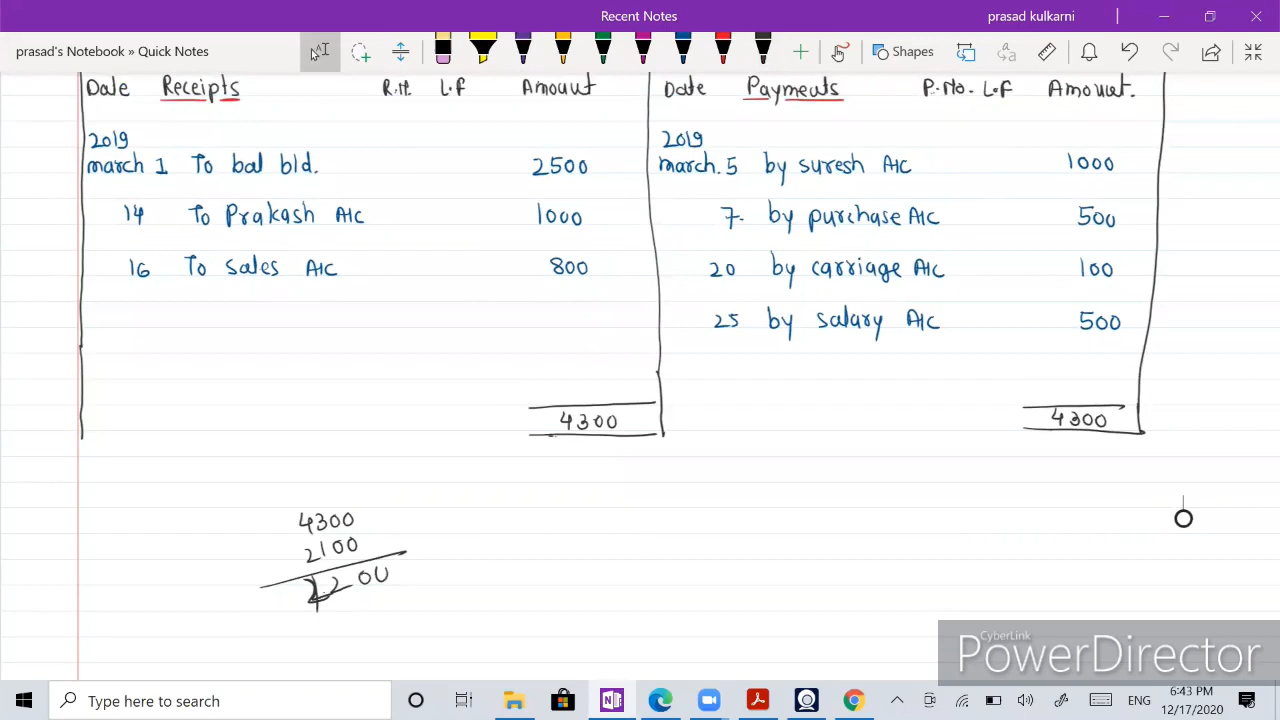 Recent Notes
prasad kulkarni
prasad's Notebook » Quick Notes
Shapes
Date Receipts R.N. L.F Amount Date Payments P.No. L.F Amount.
2019 2019
march 1 To bal bld. 2500 march. 5 by suresh A/C 1000
14 To Prakash A/C 1000 7. by purchase A/C 500
16 To Sales A/C 800 20 by carriage A/C 100
25 by salary A/C 500
4300 4300
4300
2100
2200
CyberLink
PowerDirector
Type here to search
ENG
6:43 PM
12/17/2020